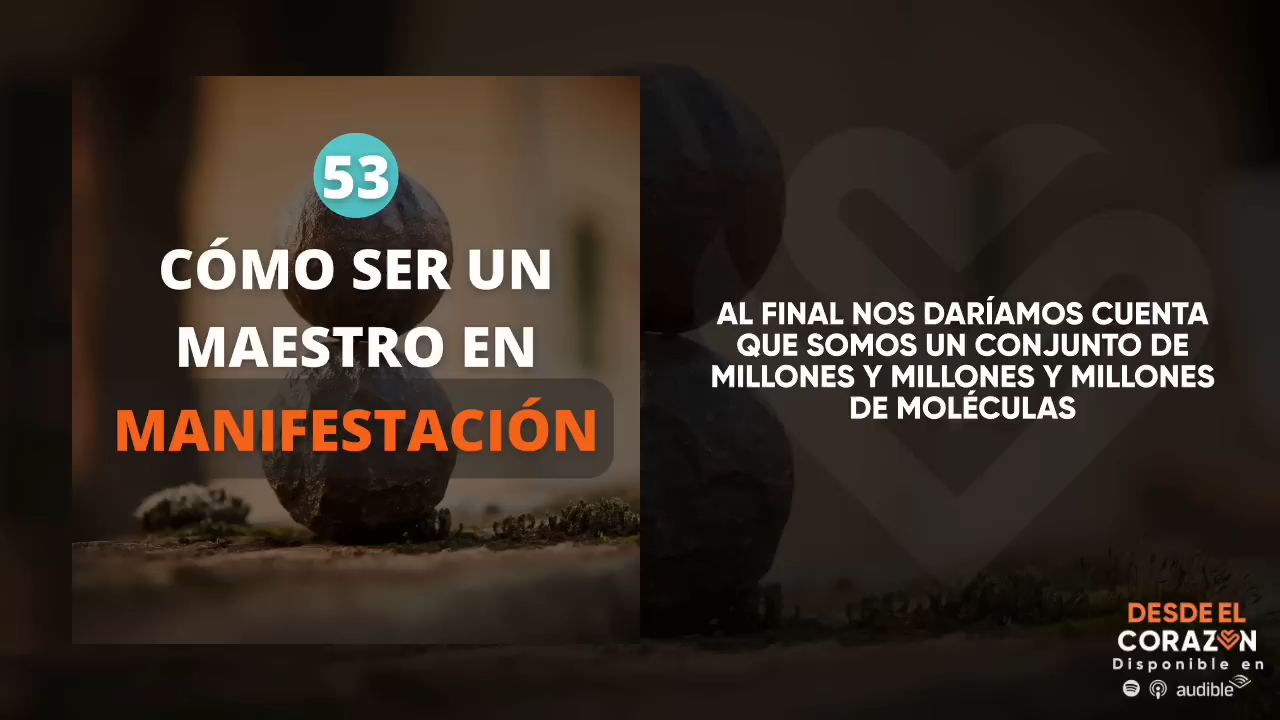 53
CÓMO SER UN
MAESTRO EN
MANIFESTACIÓN
AL FINAL NOS DARÍAMOS CUENTA
QUE SOMOS UN CONJUNTO DE
MILLONES Y MILLONES Y MILLONES
DE MOLÉCULAS
DESDE EL
CORAZÓN
Disponible en
audible